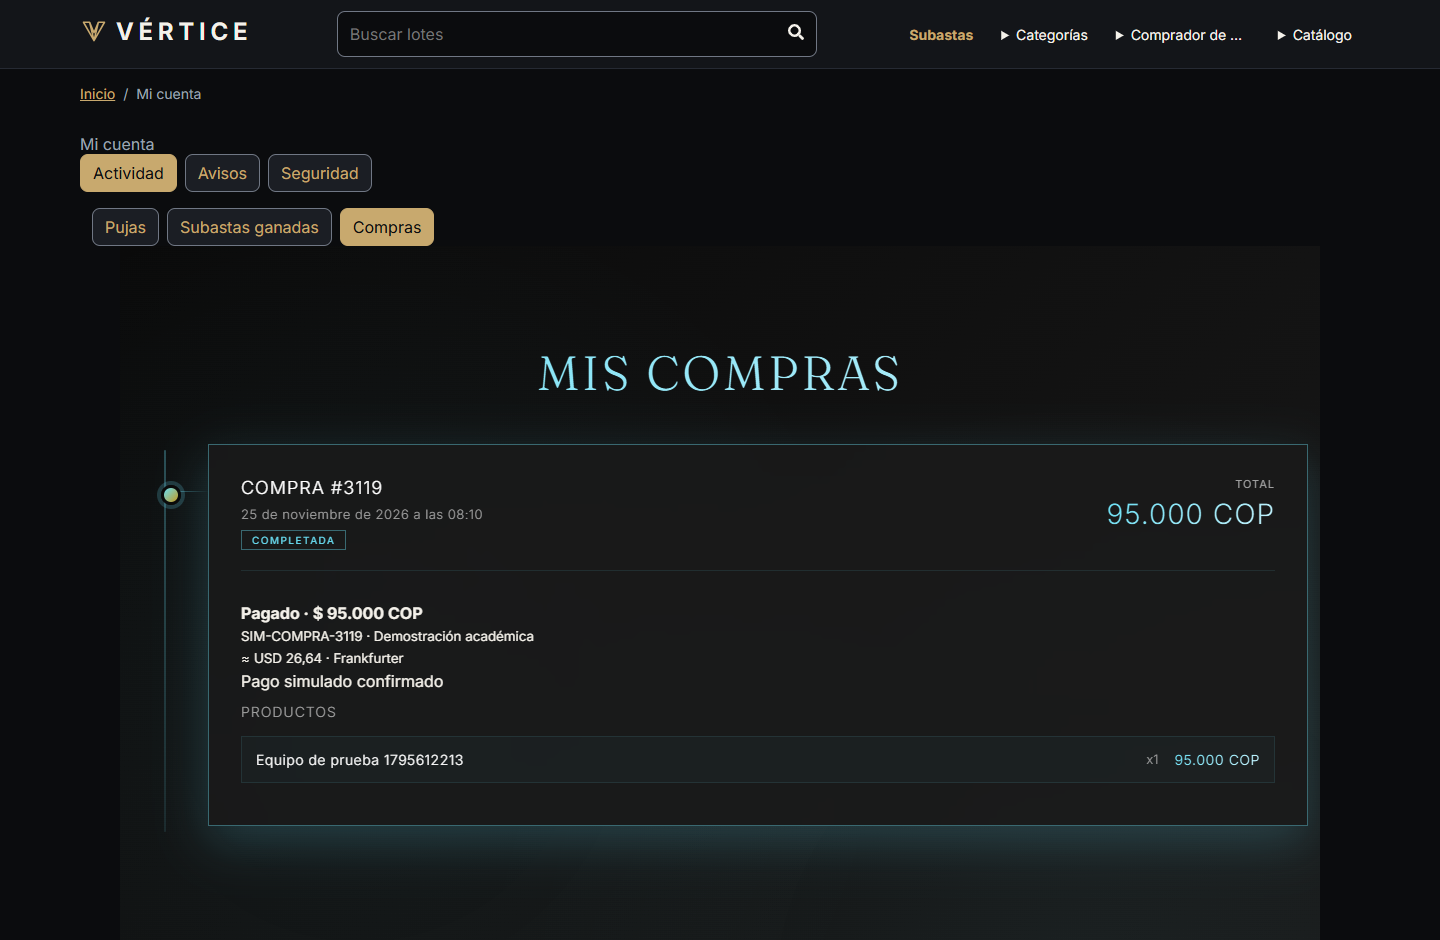 VÉRTICE
Buscar lotes
Subastas
Categorías
Comprador de ...
Catálogo
Inicio / Mi cuenta
Mi cuenta
Actividad
Avisos
Seguridad
Pujas
Subastas ganadas
Compras
MIS COMPRAS
COMPRA #3119
25 de noviembre de 2026 a las 08:10
COMPLETADA
TOTAL
95.000 COP
Pagado · $ 95.000 COP
SIM-COMPRA-3119 · Demostración académica
≈ USD 26,64 · Frankfurter
Pago simulado confirmado
PRODUCTOS
Equipo de prueba 1795612213
x1
95.000 COP